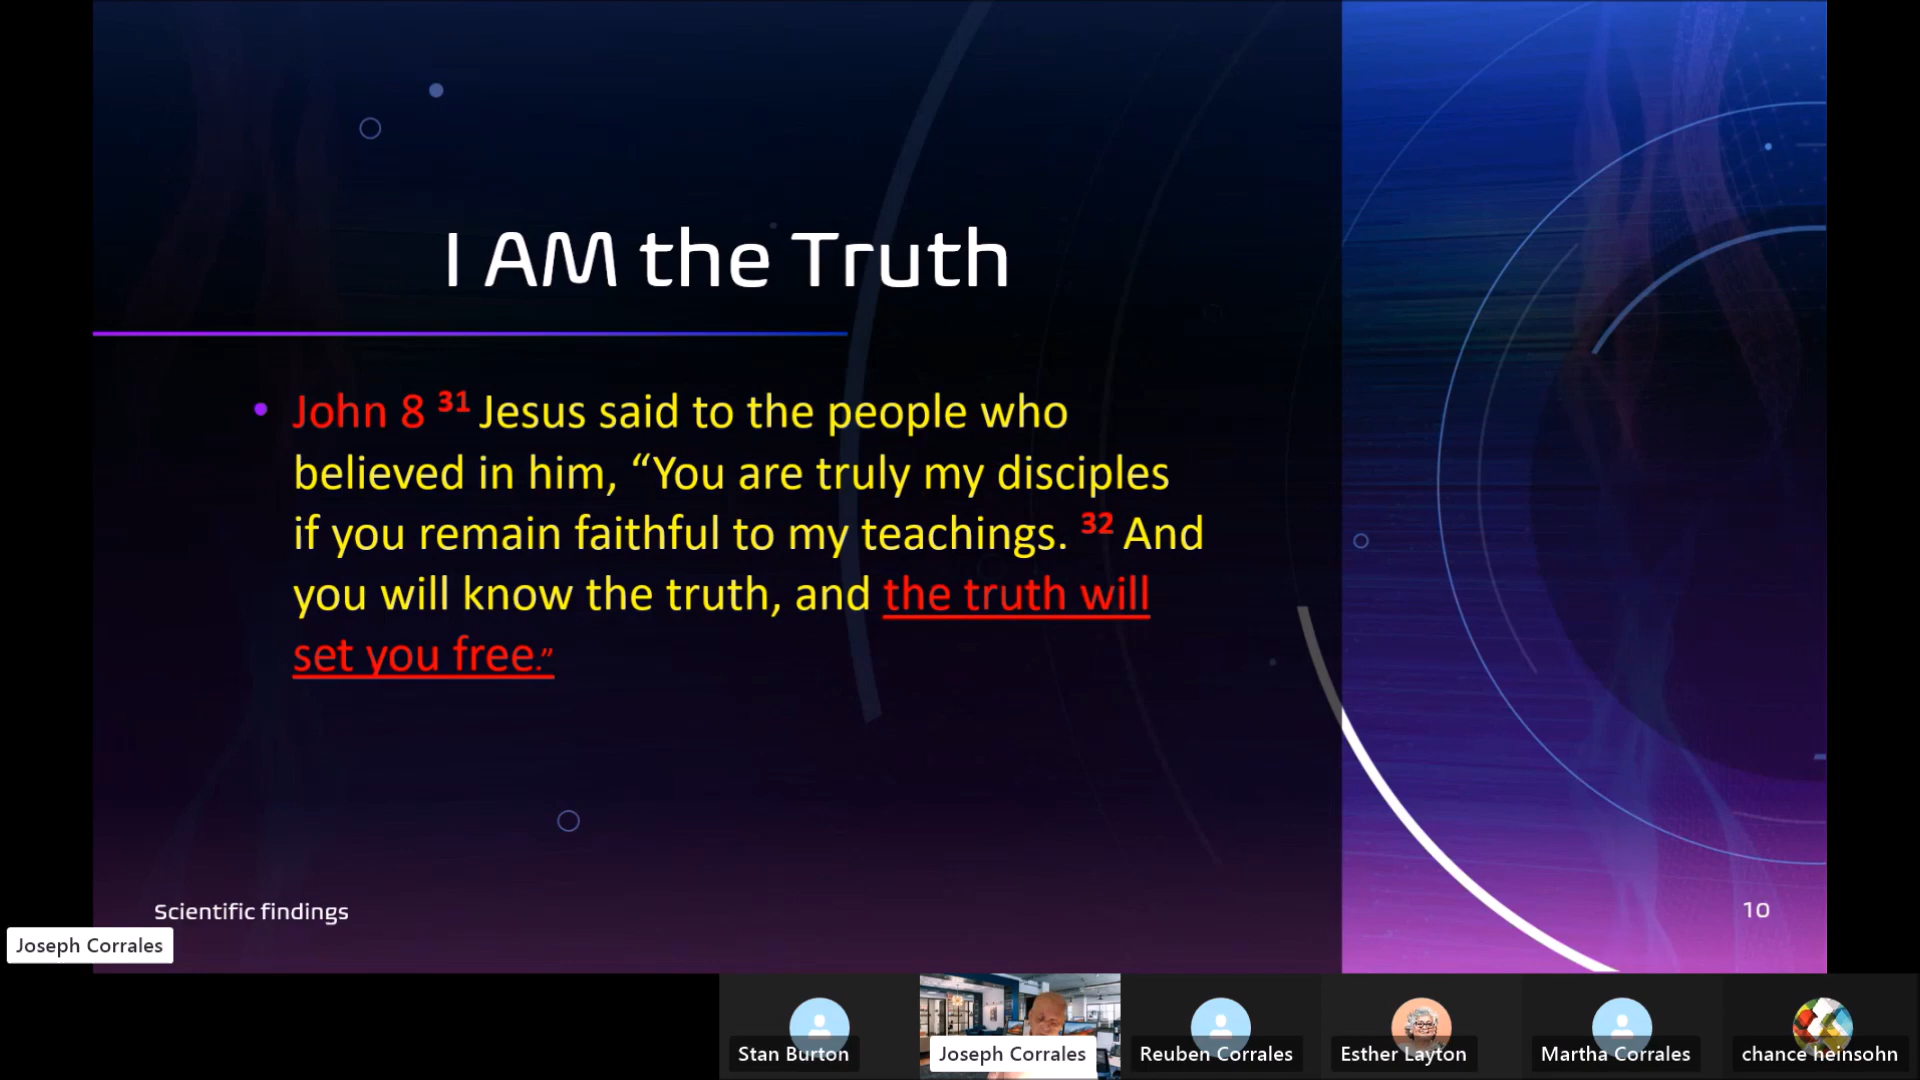 I AM the Truth
• John 8 31 Jesus said to the people who
believed in him, “You are truly my disciples
if you remain faithful to my teachings. 32 And
you will know the truth, and the truth will
set you free.”
Scientific findings
10
Joseph Corrales
Stan Burton
Joseph Corrales
Reuben Corrales
Esther Layton
Martha Corrales
chance heinsohn